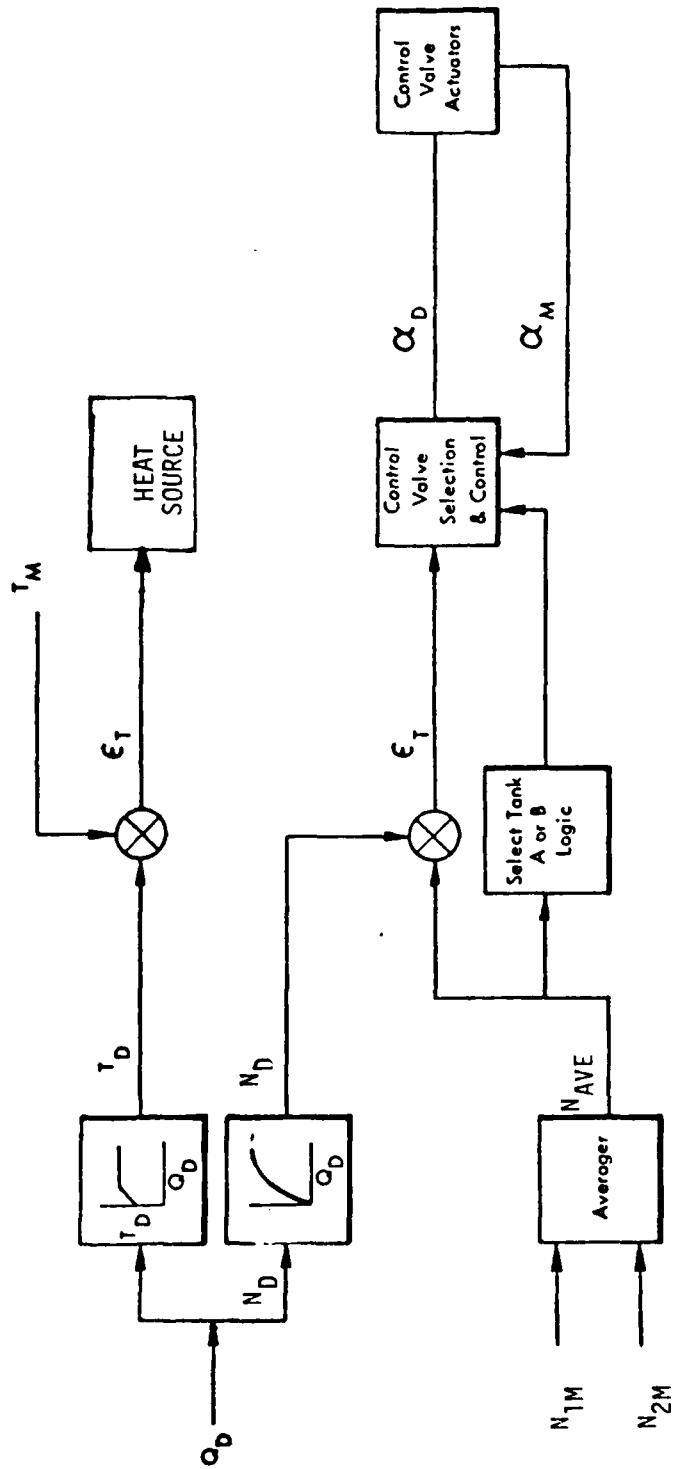 Q_D
T_D
Q_D
T_D
T_M
ϵ_T
HEAT
SOURCE
N_D
Q_D
N_D
ϵ_T
Control
Valve
Selection
& Control
α_D
Control
Valve
Actuators
α_M
N_1M
N_2M
Averager
N_AVE
Select Tank
A or B
Logic